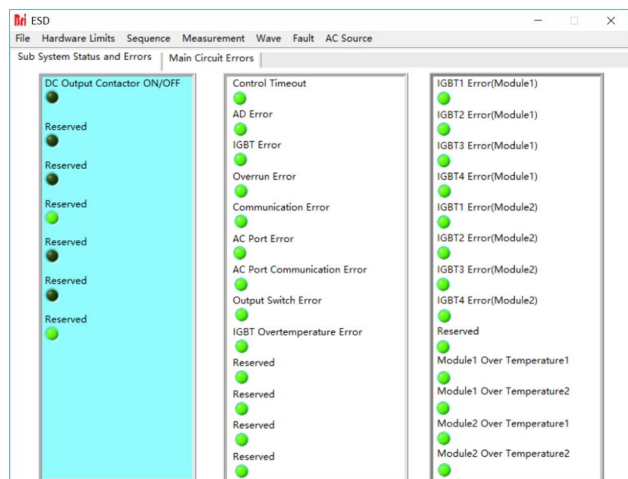 Bri ESD
File Hardware Limits Sequence Measurement Wave Fault AC Source
Sub System Status and Errors Main Circuit Errors
DC Output Contactor ON/OFF
Reserved
Reserved
Reserved
Reserved
Reserved
Reserved
Control Timeout
AD Error
IGBT Error
Overrun Error
Communication Error
AC Port Error
AC Port Communication Error
Output Switch Error
IGBT Overtemperature Error
Reserved
Reserved
Reserved
Reserved
IGBT1 Error(Module1)
IGBT2 Error(Module1)
IGBT3 Error(Module1)
IGBT4 Error(Module1)
IGBT1 Error(Module2)
IGBT2 Error(Module2)
IGBT3 Error(Module2)
IGBT4 Error(Module2)
Reserved
Module1 Over Temperature1
Module1 Over Temperature2
Module2 Over Temperature1
Module2 Over Temperature2